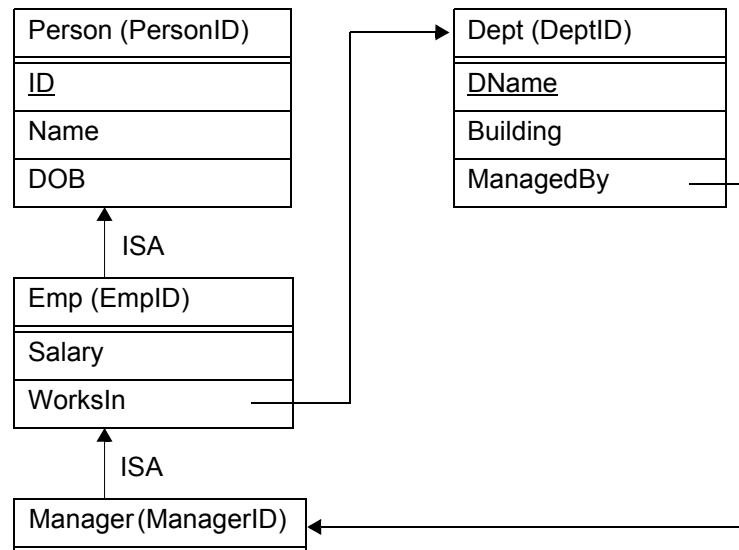 Person (PersonID)
ID
Name
DOB
ISA
Emp (EmpID)
Salary
WorksIn
ISA
Manager (ManagerID)
Dept (DeptID)
DName
Building
ManagedBy